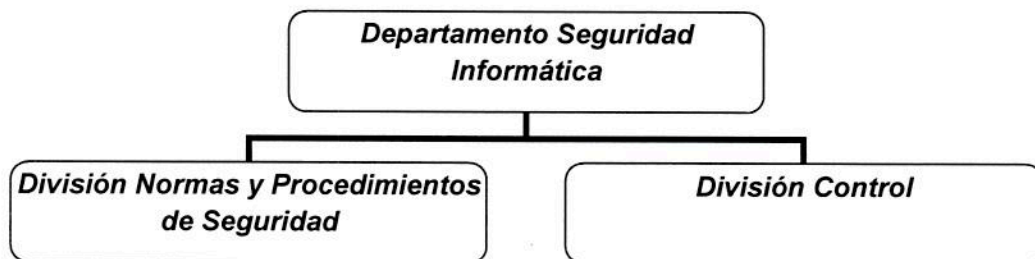 Departamento Seguridad
Informática
División Normas y Procedimientos
de Seguridad
División Control